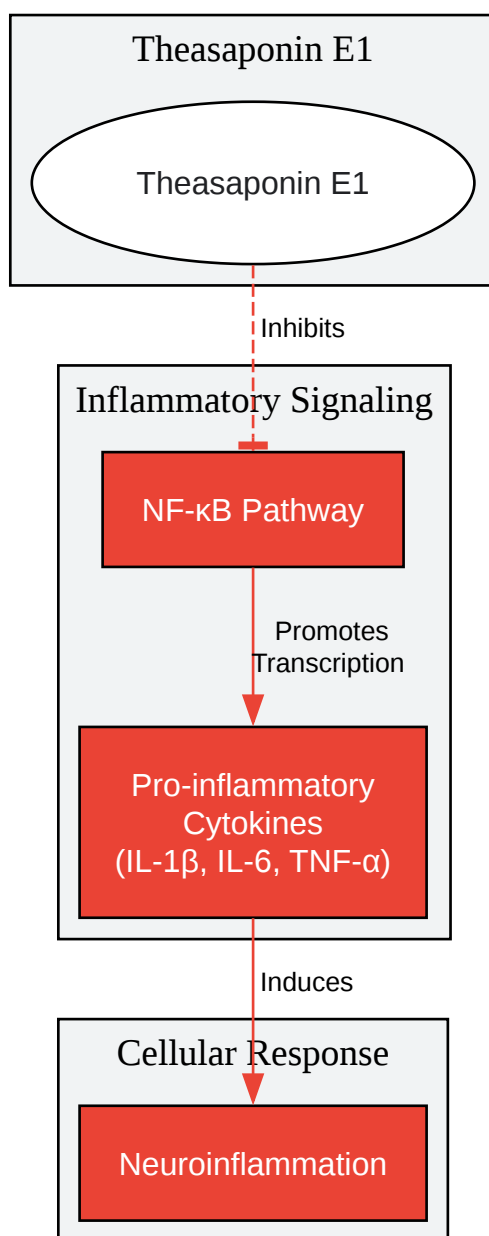 Theasaponin E1
Theasaponin E1
Inhibits
Inflammatory Signaling
NF-κB Pathway
Promotes
Transcription
Pro-inflammatory
Cytokines
(IL-1β, IL-6, TNF-α)
Induces
Cellular Response
Neuroinflammation